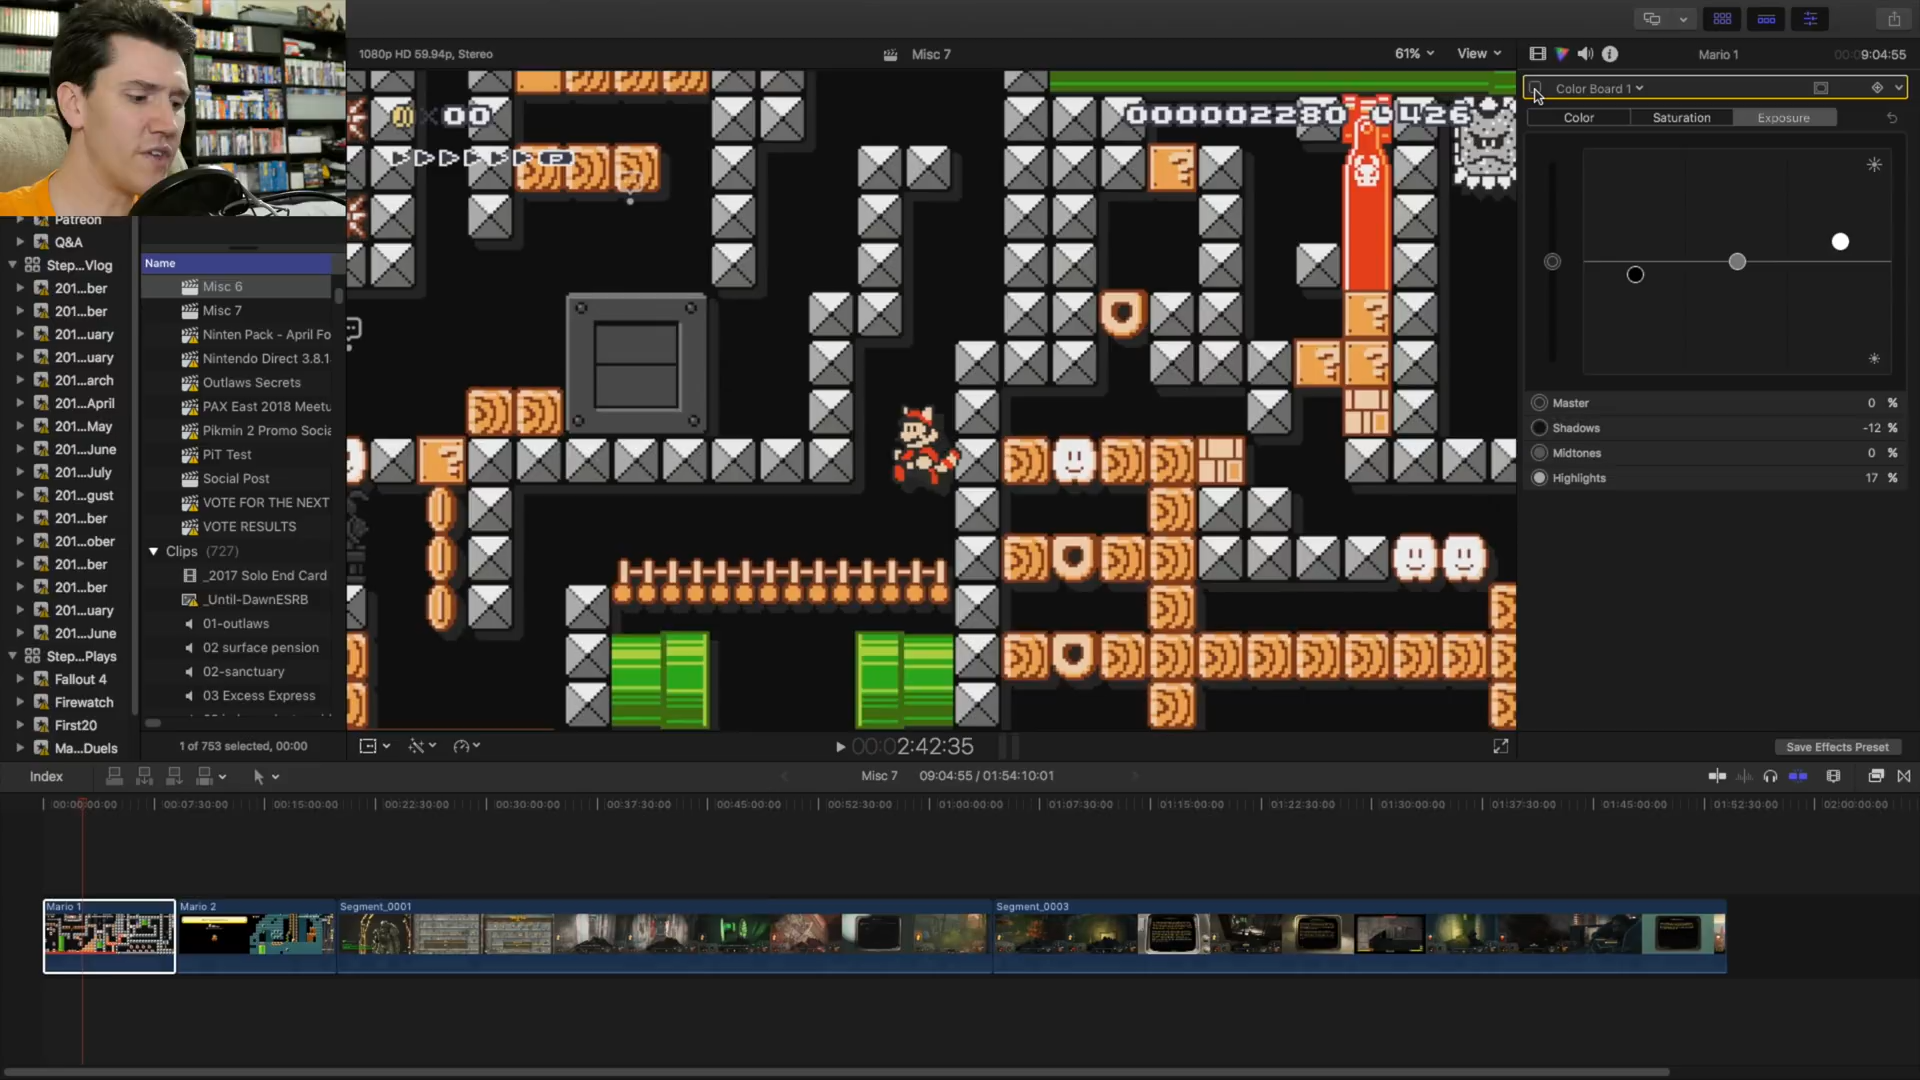 1080p HD 59.94p, Stereo
Misc 7
61%
View
Mario 1
9:04:55
Color Board 1
Color
Saturation
Exposure
Master
0 %
Shadows
-12 %
Midtones
0 %
Highlights
17 %
Save Effects Preset
00
000002280 426
P
Patreon
Q&A
Step...Vlog
201...ber
201...ber
201...uary
201...uary
201...arch
201...April
201...May
201...June
201...July
201...gust
201...ber
201...ober
201...ber
201...ber
201...uary
201...June
Step...Plays
Fallout 4
Firewatch
First20
Ma...Duels
Name
Misc 6
Misc 7
Ninten Pack - April Fo
Nintendo Direct 3.8.1
Outlaws Secrets
PAX East 2018 Meetu
Pikmin 2 Promo Socia
PiT Test
Social Post
VOTE FOR THE NEXT
VOTE RESULTS
Clips (727)
_2017 Solo End Card
_Until-DawnESRB
01-outlaws
02 surface pension
02-sanctuary
03 Excess Express
1 of 753 selected, 00:00
00:00:2:42:35
Index
Misc 7
09:04:55 / 01:54:10:01
00:00:00:00
00:07:30:00
00:15:00:00
00:22:30:00
00:30:00:00
00:37:30:00
00:45:00:00
00:52:30:00
01:00:00:00
01:07:30:00
01:15:00:00
01:22:30:00
01:30:00:00
01:37:30:00
01:45:00:00
01:52:30:00
02:00:00:00
Mario 1
Mario 2
Segment_0001
Segment_0003